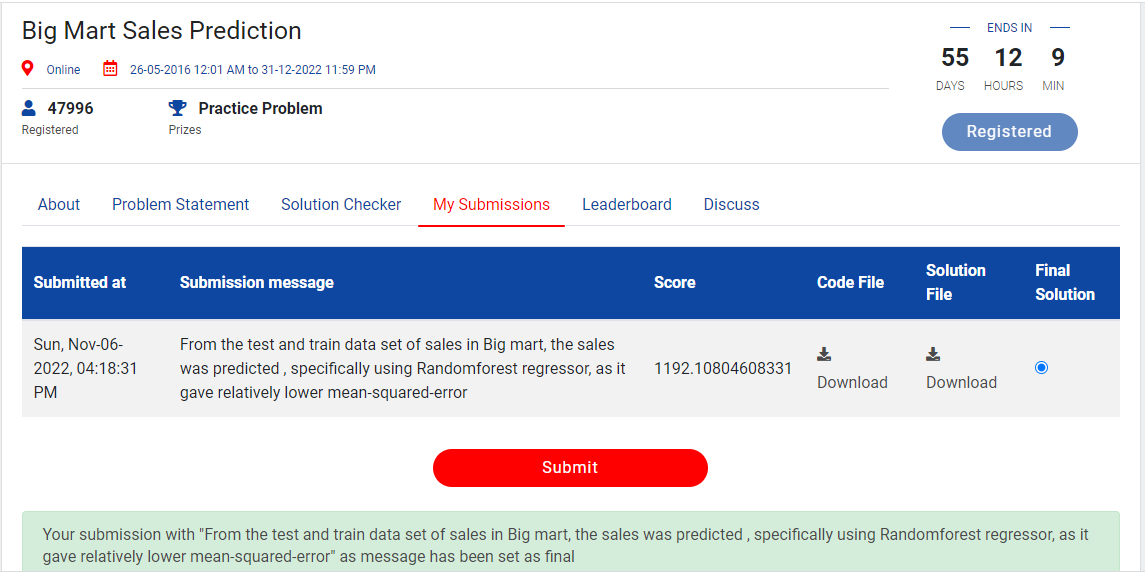 Big Mart Sales Prediction
Online 26-05-2016 12:01 AM to 31-12-2022 11:59 PM
47996 Practice Problem
Registered Prizes
ENDS IN
55 12 9
DAYS HOURS MIN
Registered
About Problem Statement Solution Checker My Submissions Leaderboard Discuss
Submitted at Submission message Score Code File Solution File Final Solution
Sun, Nov-06-
2022, 04:18:31
PM
From the test and train data set of sales in Big mart, the sales
was predicted , specifically using Randomforest regressor, as it
gave relatively lower mean-squared-error
1192.10804608331
Download Download
Submit
Your submission with "From the test and train data set of sales in Big mart, the sales was predicted , specifically using Randomforest regressor, as it
gave relatively lower mean-squared-error" as message has been set as final